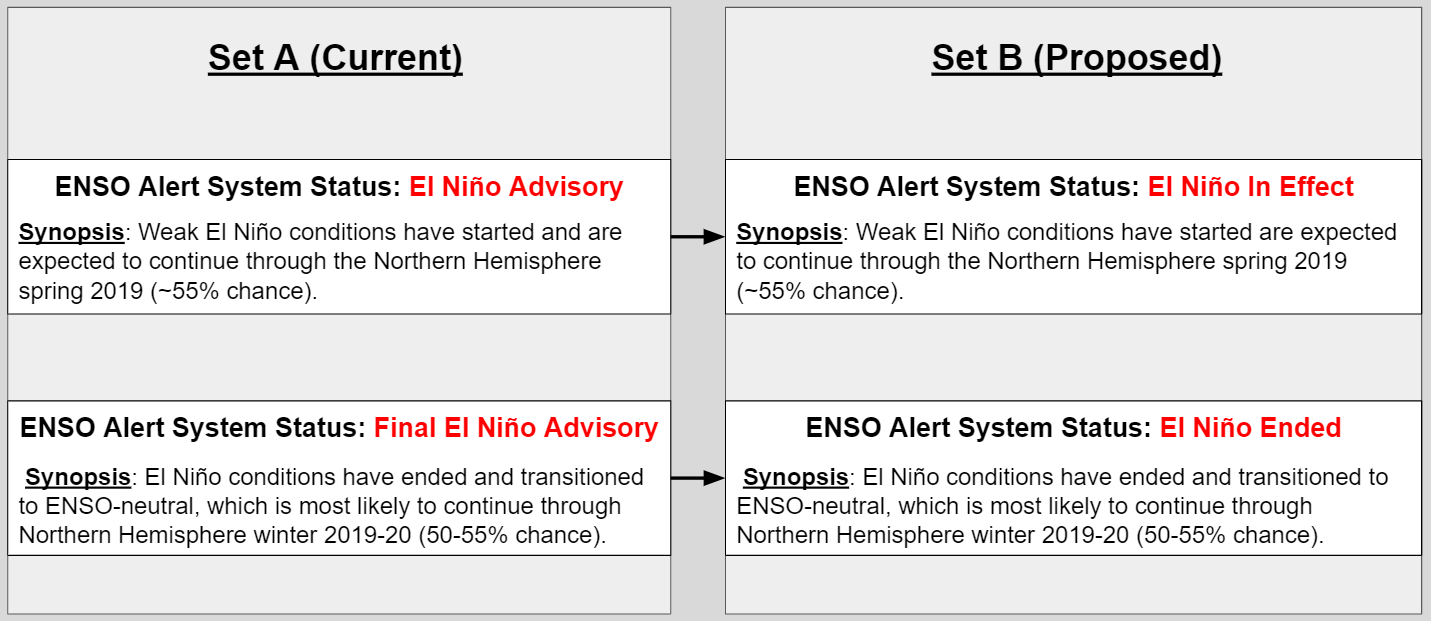 Set A (Current)
ENSO Alert System Status: El Niño Advisory
Synopsis: Weak El Niño conditions have started and are
expected to continue through the Northern Hemisphere
spring 2019 (~55% chance).
ENSO Alert System Status: Final El Niño Advisory
Synopsis: El Niño conditions have ended and transitioned
to ENSO-neutral, which is most likely to continue through
Northern Hemisphere winter 2019-20 (50-55% chance).
Set B (Proposed)
ENSO Alert System Status: El Niño In Effect
Synopsis: Weak El Niño conditions have started are expected
to continue through the Northern Hemisphere spring 2019
(~55% chance).
ENSO Alert System Status: El Niño Ended
Synopsis: El Niño conditions have ended and transitioned to
ENSO-neutral, which is most likely to continue through
Northern Hemisphere winter 2019-20 (50-55% chance).